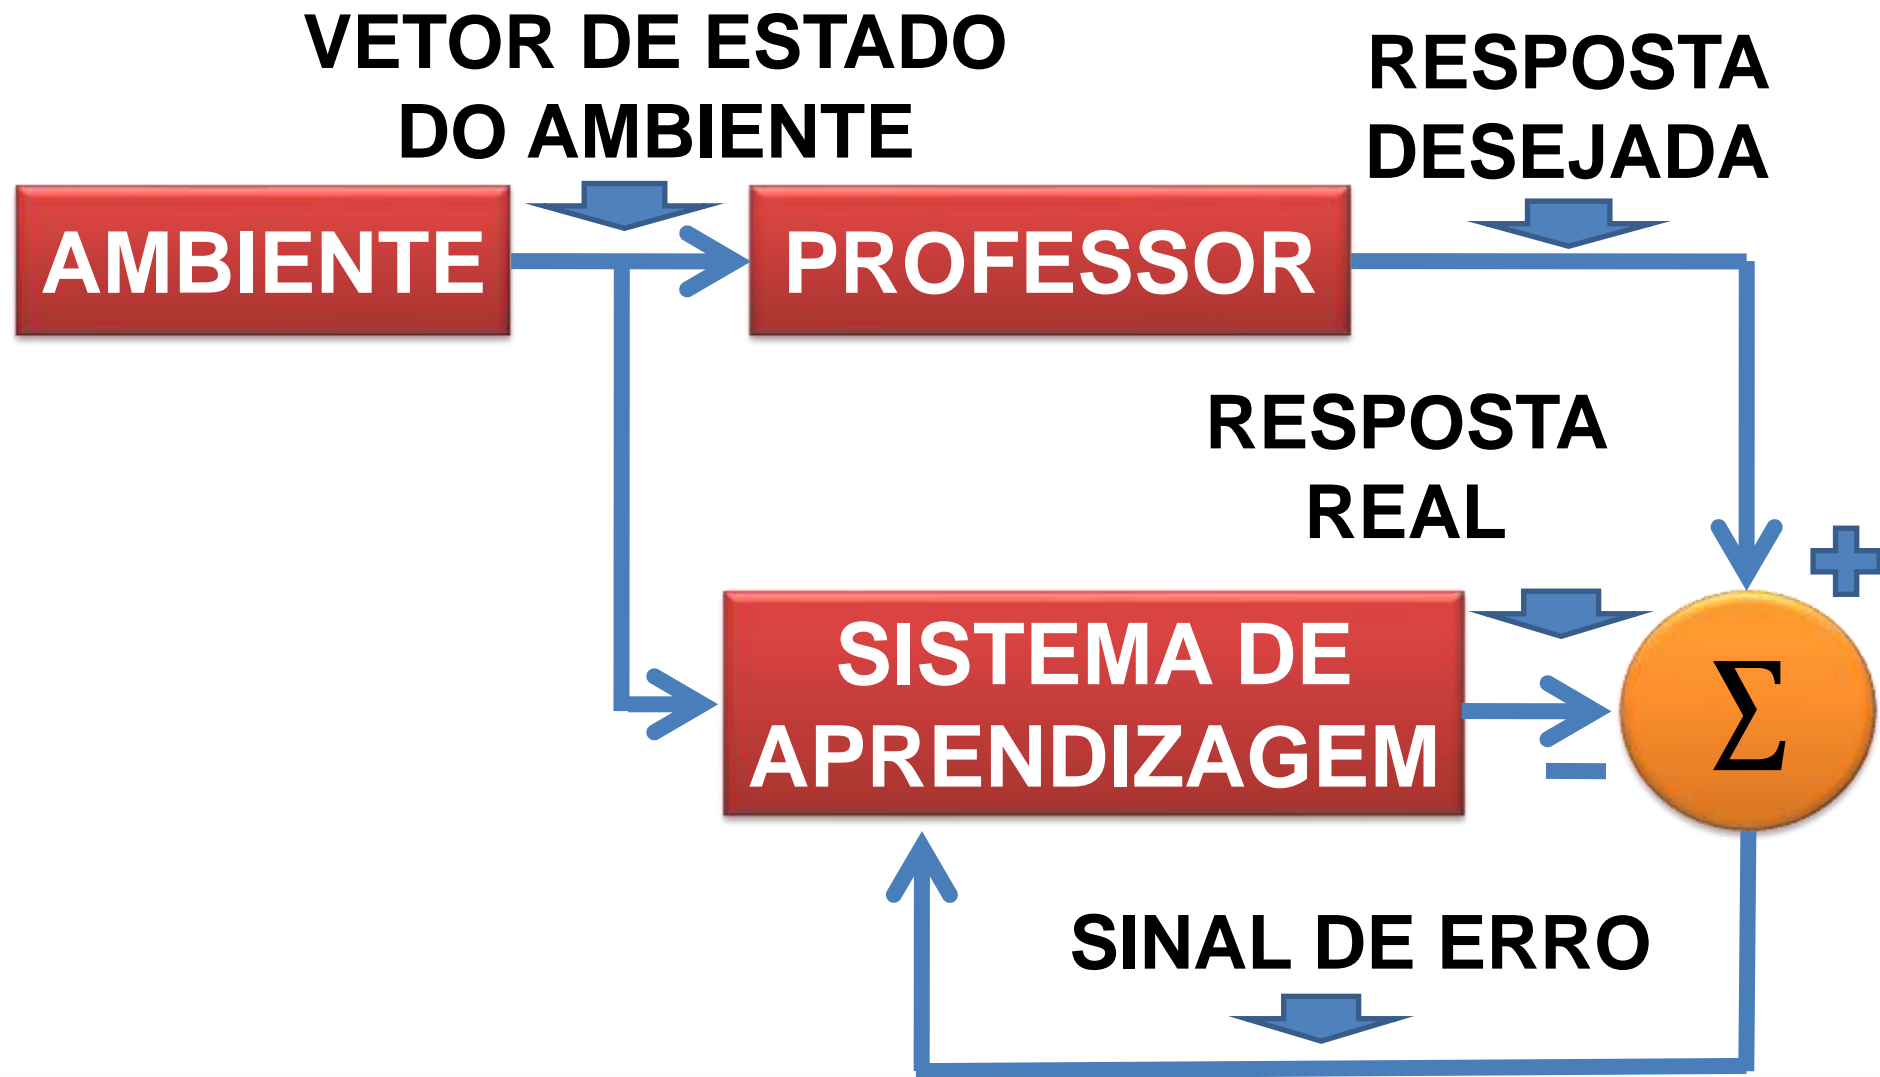 VETOR DE ESTADO
DO AMBIENTE
RESPOSTA
DESEJADA
AMBIENTE
PROFESSOR
RESPOSTA
REAL
SISTEMA DE
APRENDIZAGEM
∑
SINAL DE ERRO